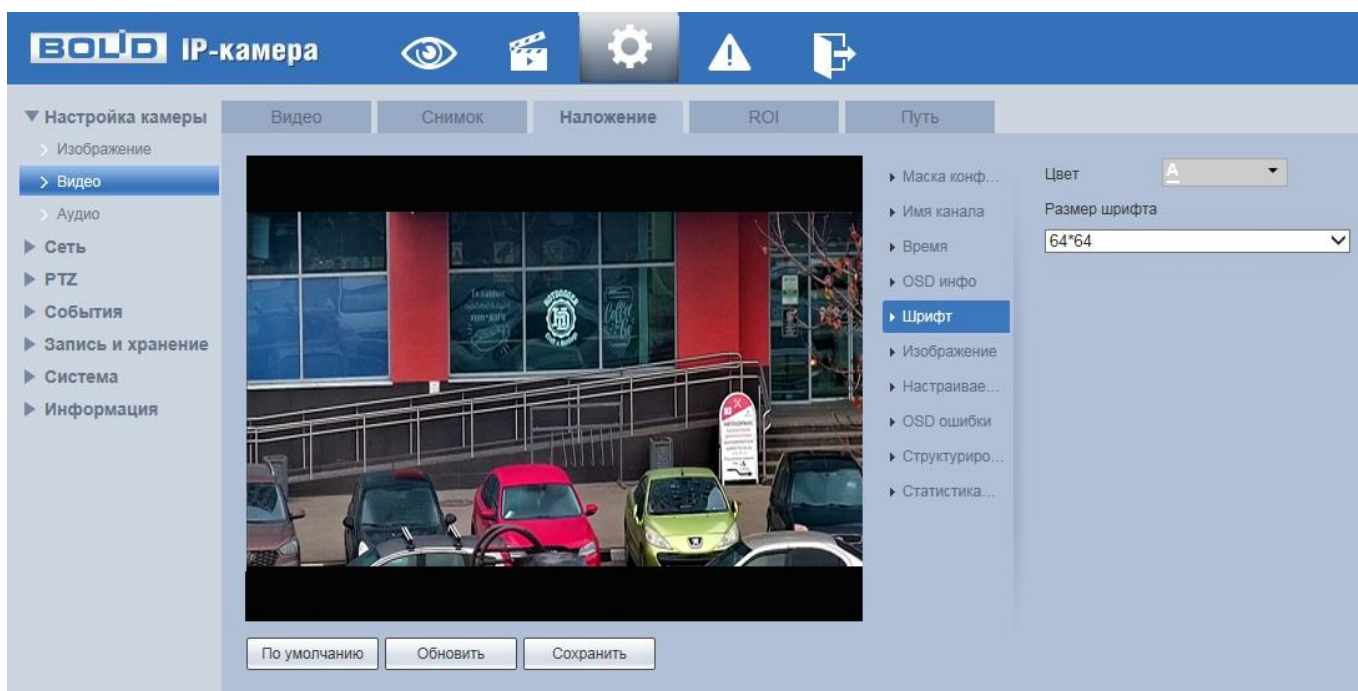 BOLID IP-камера
Настройка камеры
Изображение
Видео
Аудио
Сеть
PTZ
События
Запись и хранение
Система
Информация
Видео
Снимок
Наложение
ROI
Путь
HOTDOGGER
АВТОСЕРВИС
Маска конф...
Имя канала
Время
OSD инфо
Шрифт
Изображение
Настраивае...
OSD ошибки
Структуриро...
Статистика...
Цвет
A
Размер шрифта
64*64
По умолчанию
Обновить
Сохранить